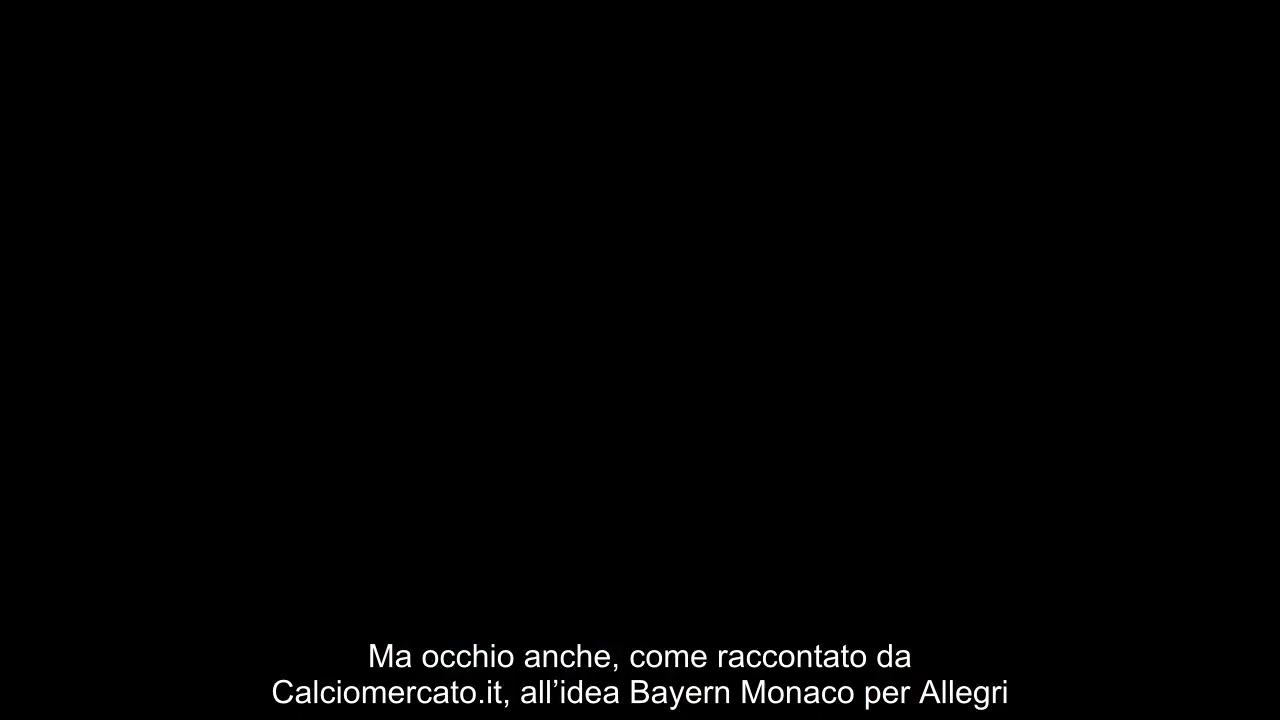 Ma occhio anche, come raccontato da
Calciomercato.it, all’idea Bayern Monaco per Allegri